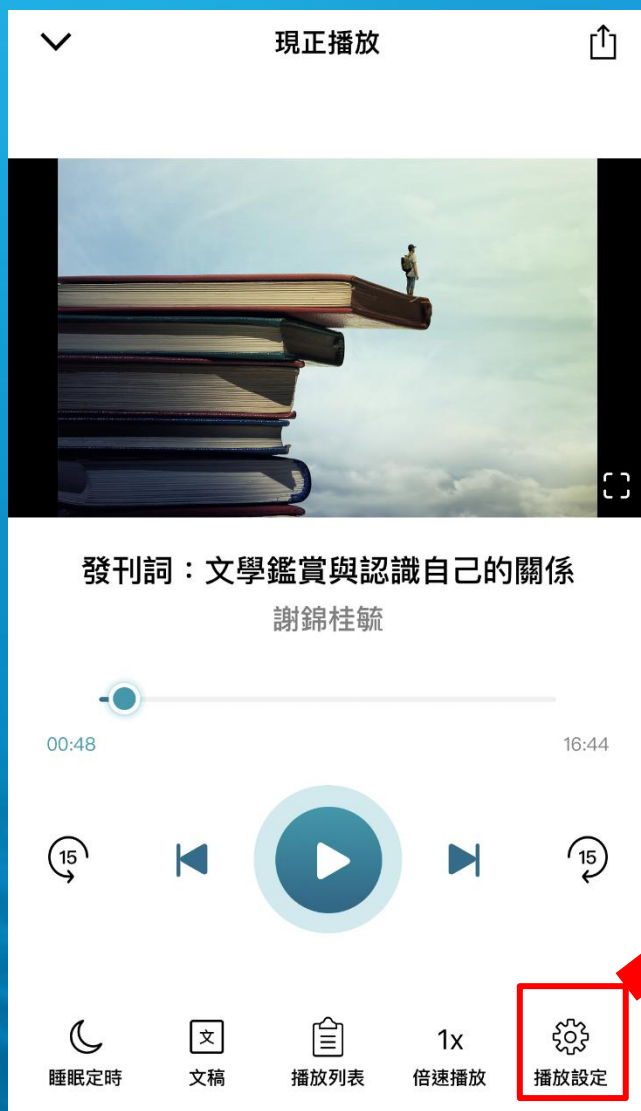 現正播放
發刊詞：文學鑑賞與認識自己的關係
謝錦桂毓
00:48
16:44
15
15
文
1x
睡眠定時
文稿
播放列表
倍速播放
播放設定